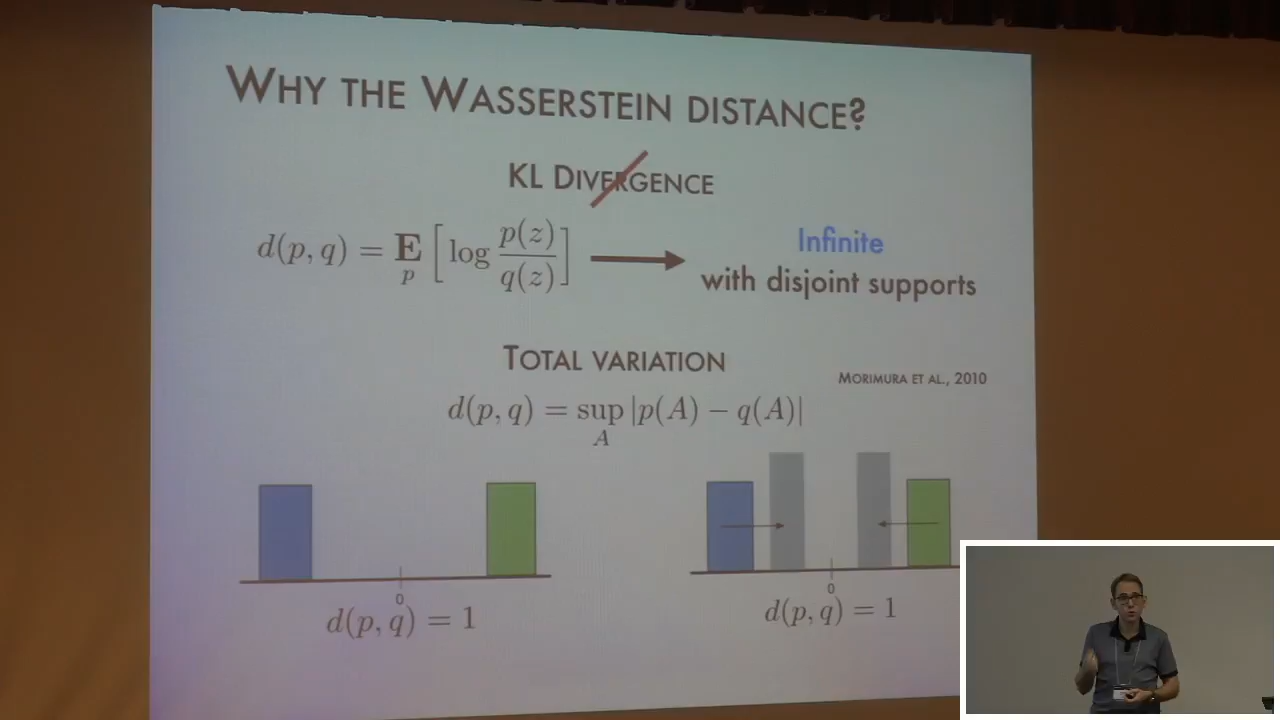 WHY THE WASSERSTEIN DISTANCE?
KL DIVERGENCE
d(p, q) = E_p [ log p(z)/q(z) ]
Infinite
with disjoint supports
TOTAL VARIATION
MORIMURA ET AL., 2010
d(p, q) = sup_A |p(A) − q(A)|
0
d(p, q) = 1
0
d(p, q) = 1